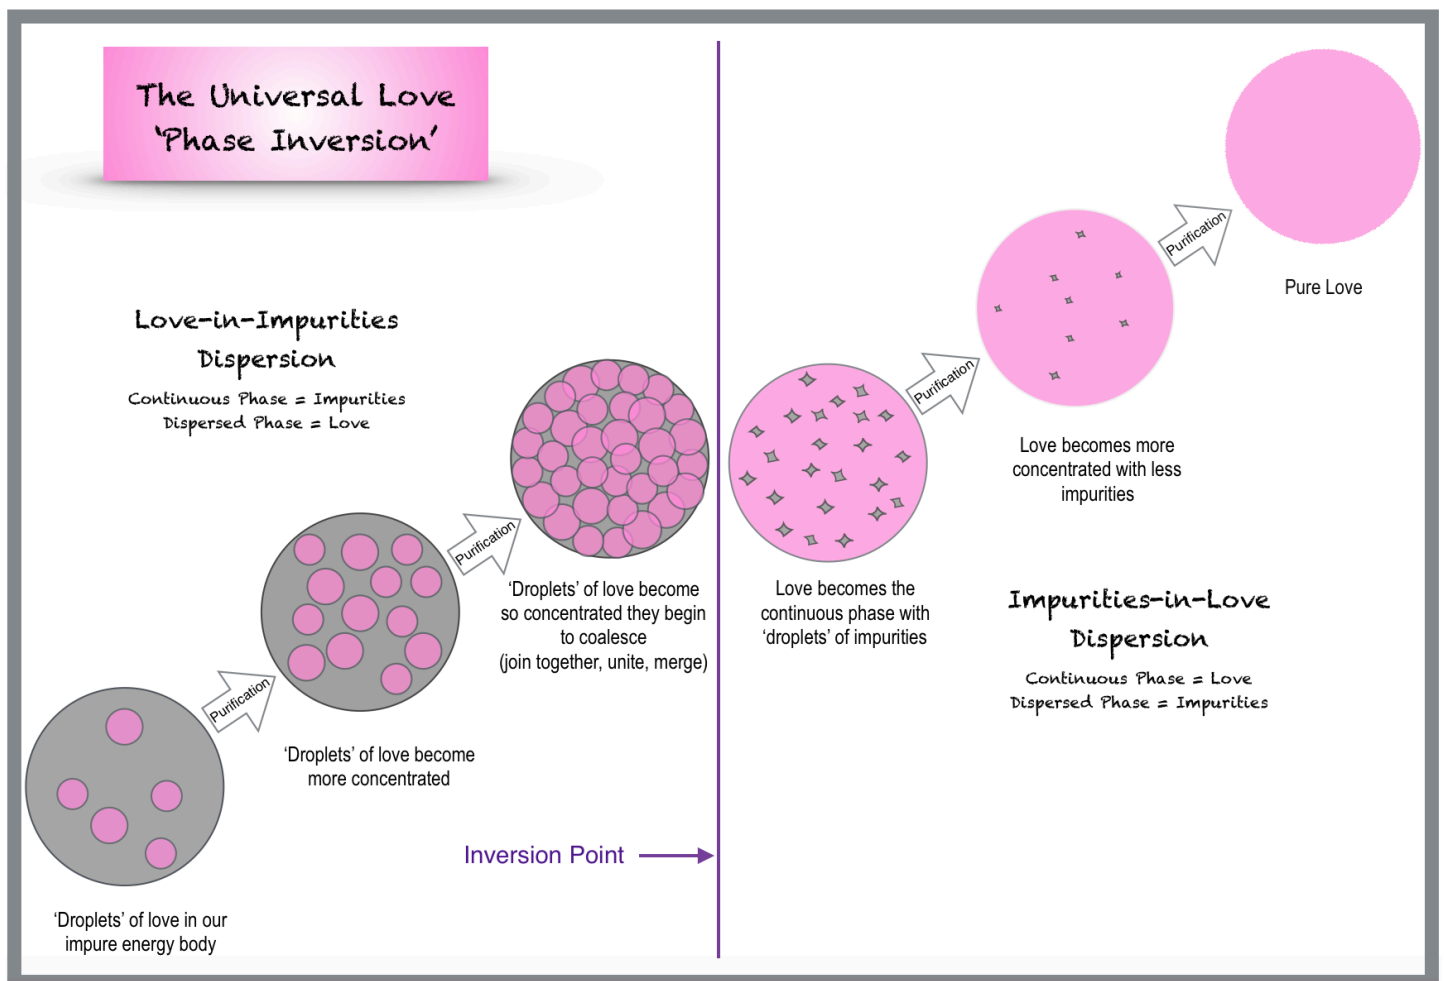 The Universal Love
‘Phase Inversion’
Love-in-Impurities
Dispersion
Continuous Phase = Impurities
Dispersed Phase = Love
‘Droplets’ of love in our
impure energy body
Purification
‘Droplets’ of love become
more concentrated
Purification
‘Droplets’ of love become
so concentrated they begin
to coalesce
(join together, unite, merge)
Inversion Point
Love becomes the
continuous phase with
‘droplets’ of impurities
Purification
Love becomes more
concentrated with less
impurities
Purification
Pure Love
Impurities-in-Love
Dispersion
Continuous Phase = Love
Dispersed Phase = Impurities